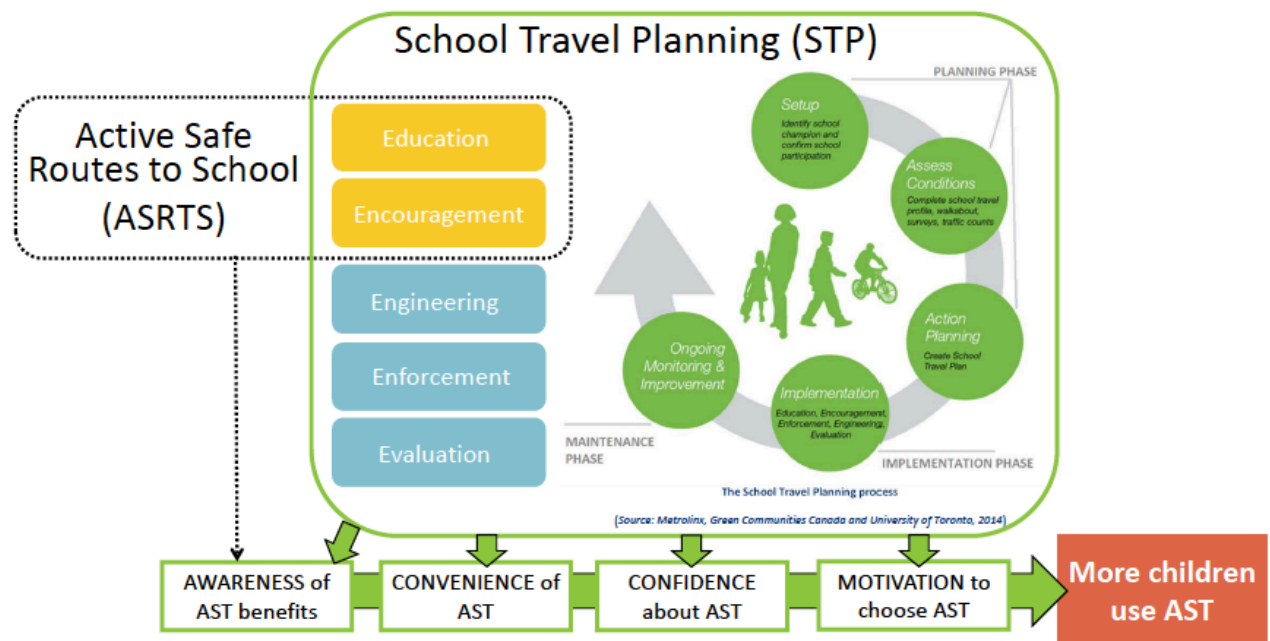 School Travel Planning (STP)
Active Safe
Routes to School
(ASRTS)
Education
Encouragement
Engineering
Enforcement
Evaluation
PLANNING PHASE
Setup
Identify school
champion and
confirm school
participation
Assess
Conditions
Complete school travel
profile, walkabout,
surveys, traffic counts
Action
Planning
Create School
Travel Plan
Implementation
Education, Encouragement,
Enforcement, Engineering,
Evaluation
IMPLEMENTATION PHASE
Ongoing
Monitoring &
Improvement
MAINTENANCE
PHASE
The School Travel Planning process
(Source: Metrolinx, Green Communities Canada and University of Toronto, 2014)
AWARENESS of
AST benefits
CONVENIENCE of
AST
CONFIDENCE
about AST
MOTIVATION to
choose AST
More children
use AST